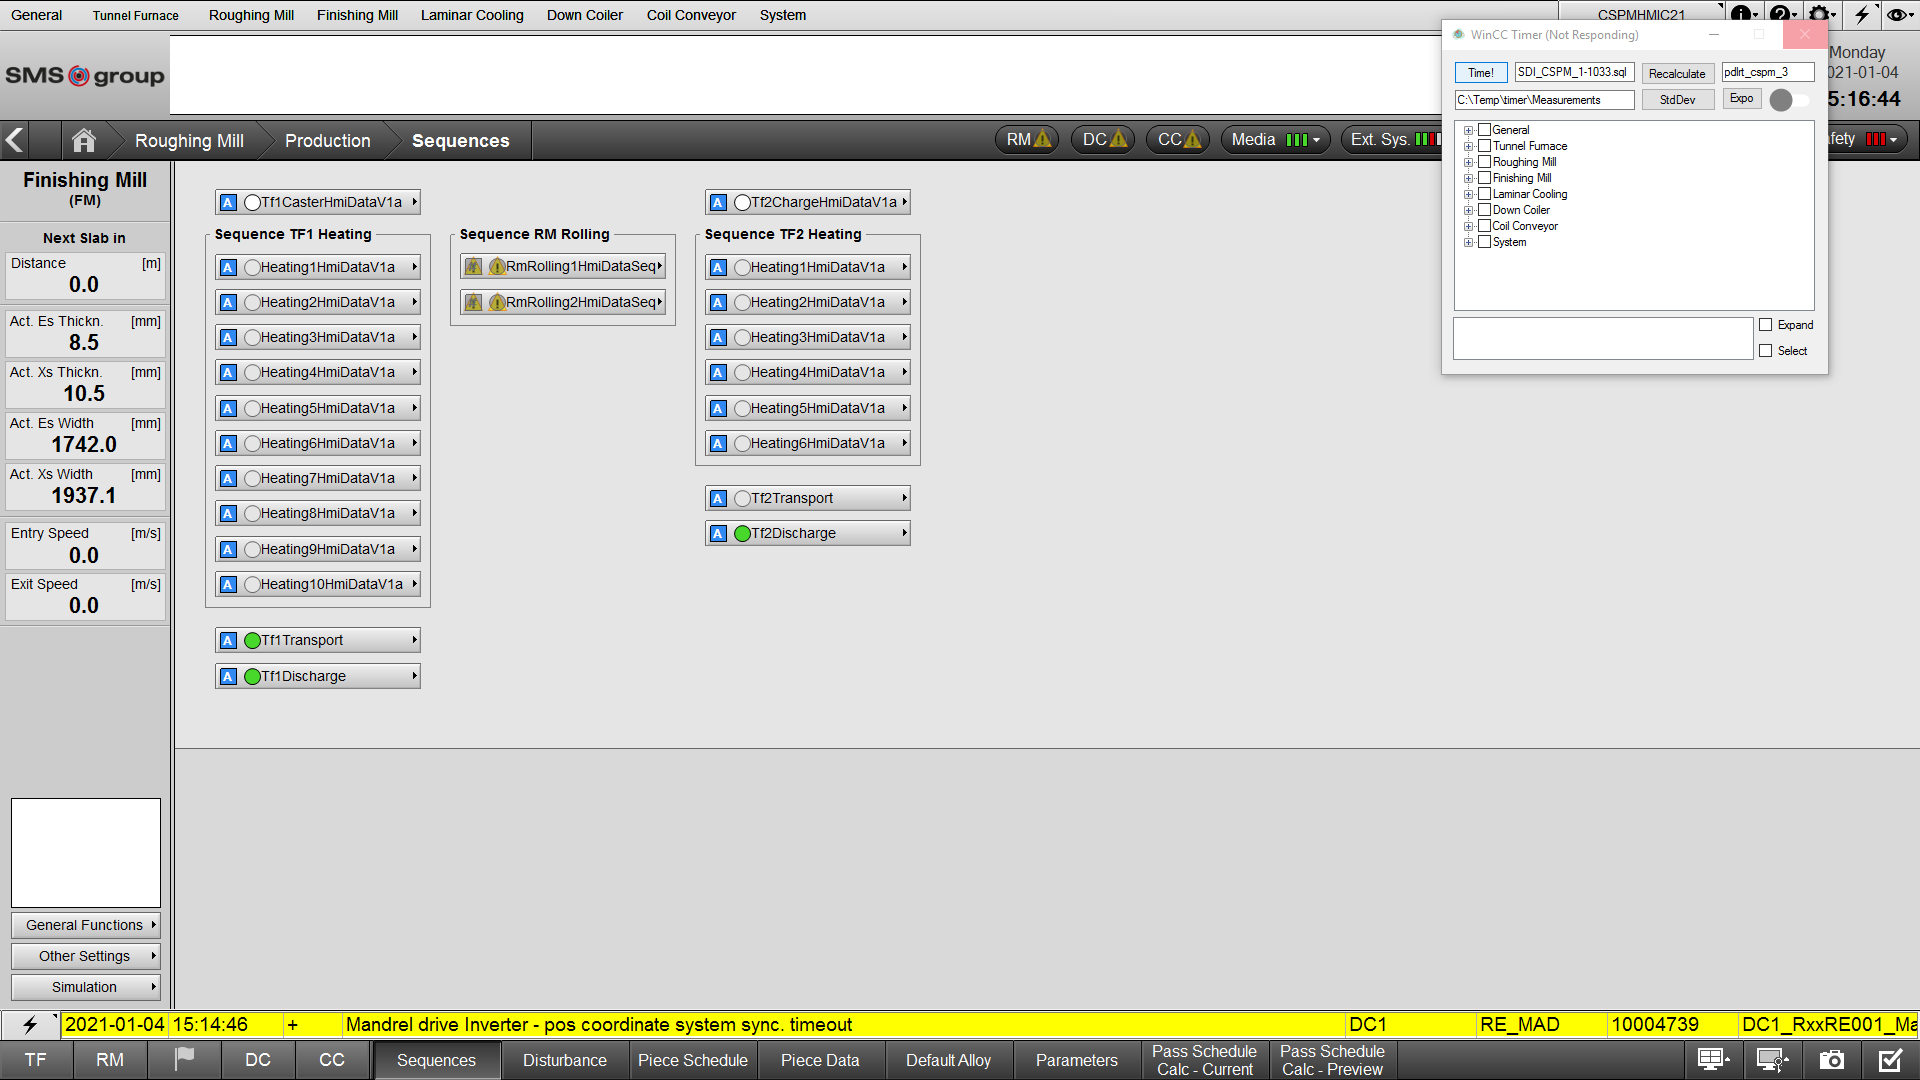 General Tunnel Furnace Roughing Mill Finishing Mill Laminar Cooling Down Coiler Coil Conveyor System
CSPMHMIC21
SMS group
WinCC Timer (Not Responding)
Monday
021-01-04
5:16:44
Time! SDI_CSPM_1-1033.sql Recalculate pdlrt_cspm_3
C:\Temp\timer\Measurements StdDev Expo
General
Tunnel Furnace
Roughing Mill
Finishing Mill
Laminar Cooling
Down Coiler
Coil Conveyor
System
Expand
Select
Roughing Mill Production Sequences
RM DC CC Media Ext. Sys. afety
Finishing Mill
(FM)
Next Slab in
Distance [m]
0.0
Act. Es Thickn. [mm]
8.5
Act. Xs Thickn. [mm]
10.5
Act. Es Width [mm]
1742.0
Act. Xs Width [mm]
1937.1
Entry Speed [m/s]
0.0
Exit Speed [m/s]
0.0
General Functions
Other Settings
Simulation
A Tf1CasterHmiDataV1a
Sequence TF1 Heating
A Heating1HmiDataV1a
A Heating2HmiDataV1a
A Heating3HmiDataV1a
A Heating4HmiDataV1a
A Heating5HmiDataV1a
A Heating6HmiDataV1a
A Heating7HmiDataV1a
A Heating8HmiDataV1a
A Heating9HmiDataV1a
A Heating10HmiDataV1a
A Tf1Transport
A Tf1Discharge
Sequence RM Rolling
RmRolling1HmiDataSeq
RmRolling2HmiDataSeq
A Tf2ChargeHmiDataV1a
Sequence TF2 Heating
A Heating1HmiDataV1a
A Heating2HmiDataV1a
A Heating3HmiDataV1a
A Heating4HmiDataV1a
A Heating5HmiDataV1a
A Heating6HmiDataV1a
A Tf2Transport
A Tf2Discharge
2021-01-04 15:14:46 + Mandrel drive Inverter - pos coordinate system sync. timeout DC1 RE_MAD 10004739 DC1_RxxRE001_Ma
TF RM DC CC Sequences Disturbance Piece Schedule Piece Data Default Alloy Parameters
Pass Schedule
Calc - Current
Pass Schedule
Calc - Preview